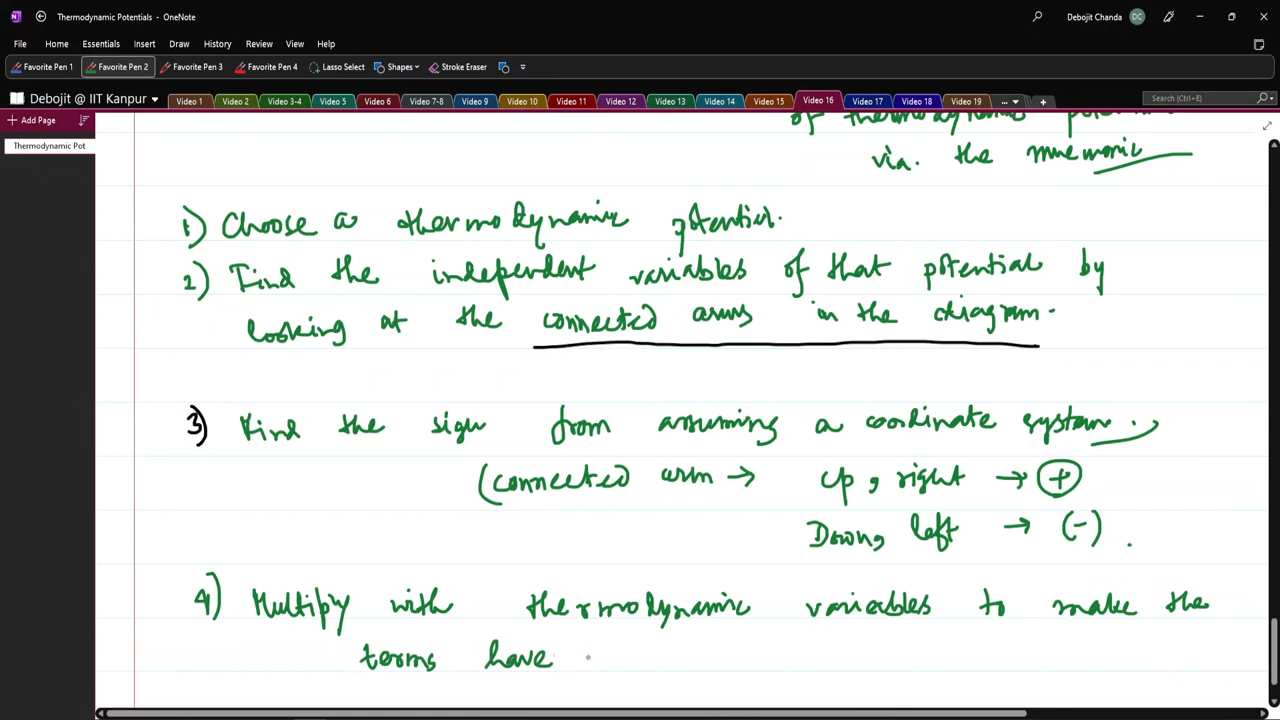 Thermodynamic Potentials - OneNote
Debojit Chanda DC
File Home Essentials Insert Draw History Review View Help
Favorite Pen 1 Favorite Pen 2 Favorite Pen 3 Favorite Pen 4 Lasso Select Shapes Stroke Eraser
Debojit @ IIT Kanpur Video 1 Video 2 Video 3-4 Video 5 Video 6 Video 7-8 Video 9 Video 10 Video 11 Video 12 Video 13 Video 14 Video 15 Video 16 Video 17 Video 18 Video 19 ... Search (Ctrl+E)
Add Page
Thermodynamic Pot
of thermodynamic
via. the mnemonic
1) Choose a thermodynamic potential.
2) Find the independent variables of that potential by
looking at the connected arms in the diagram.
3) Find the sign from assuming a coordinate system.
(connected arm → up, right → (+)
Down, left → (-).
4) Multiply with thermodynamic variables to make the
terms have